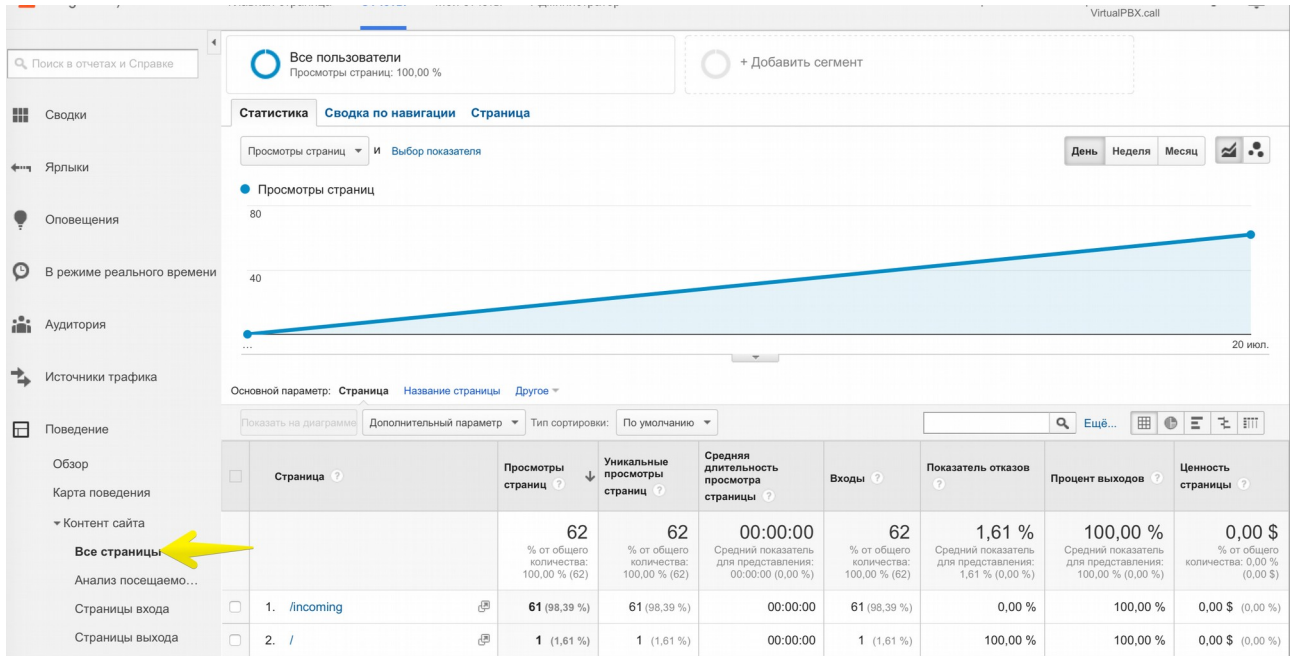 VirtualPBX.call
Поиск в отчетах и Справке
Сводки
Ярлыки
Оповещения
В режиме реального времени
Аудитория
Источники трафика
Поведение
Обзор
Карта поведения
Контент сайта
Все страницы
Анализ посещаемо...
Страницы входа
Страницы выхода
Все пользователи
Просмотры страниц: 100,00 %
+ Добавить сегмент
Статистика Сводка по навигации Страница
Просмотры страниц и Выбор показателя
День Неделя Месяц
Просмотры страниц
80
40
... 20 июл.
Основной параметр: Страница Название страницы Другое
Показать на диаграмме Дополнительный параметр Тип сортировки: По умолчанию Ещё...
Страница ?
Просмотры
страниц ?
Уникальные
просмотры
страниц ?
Средняя
длительность
просмотра
страницы ?
Входы ?
Показатель отказов
?
Процент выходов ?
Ценность
страницы ?
62
% от общего
количества:
100,00 % (62)
62
% от общего
количества:
100,00 % (62)
00:00:00
Средний показатель
для представления:
00:00:00 (0,00 %)
62
% от общего
количества:
100,00 % (62)
1,61 %
Средний показатель
для представления:
1,61 % (0,00 %)
100,00 %
Средний показатель
для представления:
100,00 % (0,00 %)
0,00 $
% от общего
количества: 0,00 %
(0,00 $)
1. /incoming 61 (98,39 %) 61 (98,39 %) 00:00:00 61 (98,39 %) 0,00 % 100,00 % 0,00 $ (0,00 %)
2. / 1 (1,61 %) 1 (1,61 %) 00:00:00 1 (1,61 %) 100,00 % 100,00 % 0,00 $ (0,00 %)